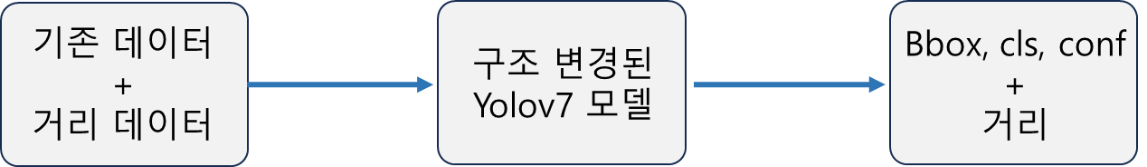 기존 데이터
+
거리 데이터
구조 변경된
Yolov7 모델
Bbox, cls, conf
+
거리